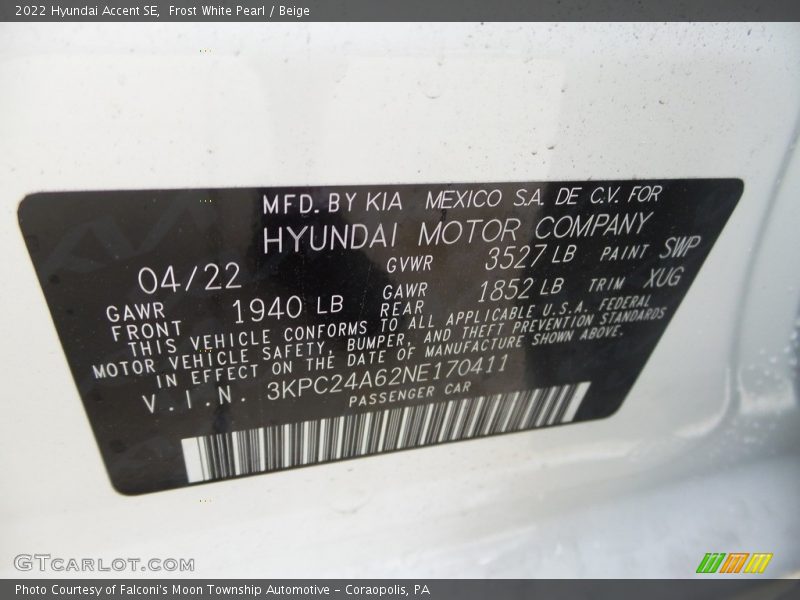 2022 Hyundai Accent SE,  Frost White Pearl / Beige
MFD. BY KIA MEXICO S.A. DE C.V. FOR
HYUNDAI MOTOR COMPANY
04/22 GVWR 3527 LB PAINT SWP
GAWR FRONT 1940 LB GAWR REAR 1852 LB TRIM XUG
THIS VEHICLE CONFORMS TO ALL APPLICABLE U.S.A. FEDERAL
MOTOR VEHICLE SAFETY, BUMPER, AND THEFT PREVENTION STANDARDS
IN EFFECT ON THE DATE OF MANUFACTURE SHOWN ABOVE.
V.I.N. 3KPC24A62NE170411
PASSENGER CAR
GTCARLOT.COM
Photo Courtesy of Falconi's Moon Township Automotive – Coraopolis, PA